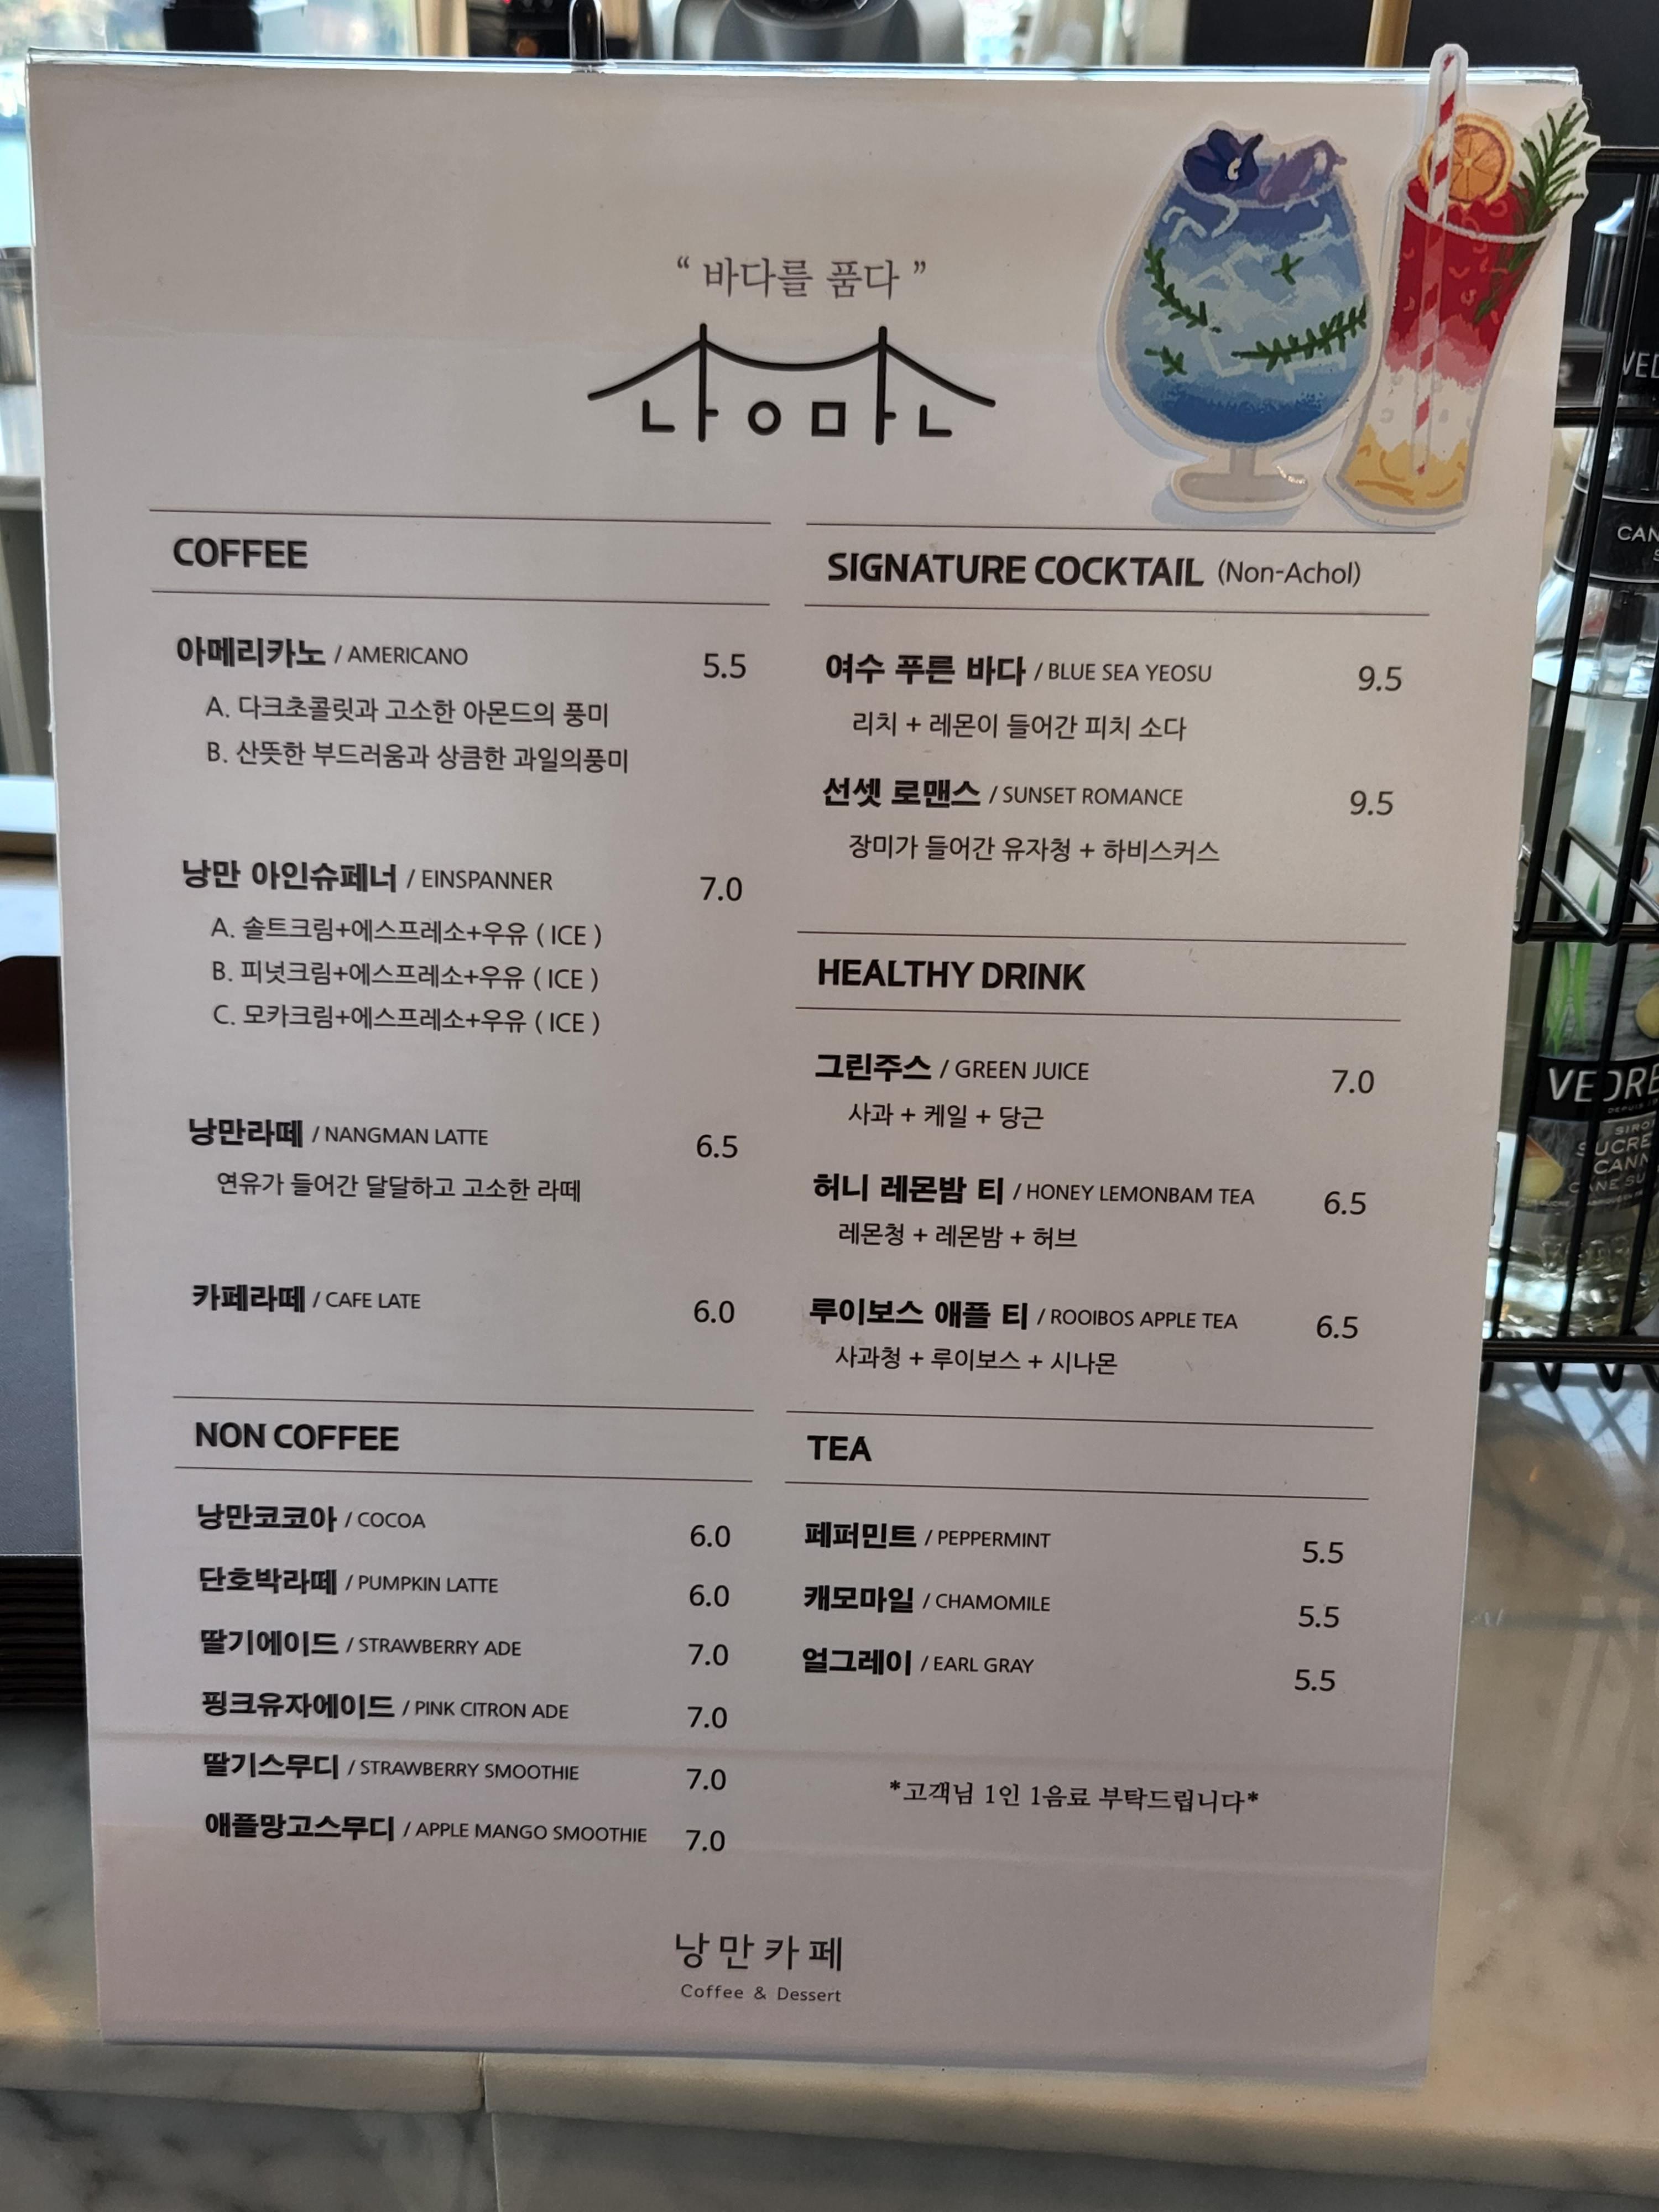 “ 바다를 품다 ”
낭만
COFFEE
아메리카노 / AMERICANO 5.5
A. 다크초콜릿과 고소한 아몬드의 풍미
B. 산뜻한 부드러움과 상큼한 과일의풍미
낭만 아인슈페너 / EINSPANNER 7.0
A. 솔트크림+에스프레소+우유 ( ICE )
B. 피넛크림+에스프레소+우유 ( ICE )
C. 모카크림+에스프레소+우유 ( ICE )
낭만라떼 / NANGMAN LATTE 6.5
연유가 들어간 달달하고 고소한 라떼
카페라떼 / CAFE LATE 6.0
NON COFFEE
낭만코코아 / COCOA 6.0
단호박라떼 / PUMPKIN LATTE 6.0
딸기에이드 / STRAWBERRY ADE 7.0
핑크유자에이드 / PINK CITRON ADE 7.0
딸기스무디 / STRAWBERRY SMOOTHIE 7.0
애플망고스무디 / APPLE MANGO SMOOTHIE 7.0
SIGNATURE COCKTAIL (Non-Achol)
여수 푸른 바다 / BLUE SEA YEOSU 9.5
리치 + 레몬이 들어간 피치 소다
선셋 로맨스 / SUNSET ROMANCE 9.5
장미가 들어간 유자청 + 하비스커스
HEALTHY DRINK
그린주스 / GREEN JUICE 7.0
사과 + 케일 + 당근
허니 레몬밤 티 / HONEY LEMONBAM TEA 6.5
레몬청 + 레몬밤 + 허브
루이보스 애플 티 / ROOIBOS APPLE TEA 6.5
사과청 + 루이보스 + 시나몬
TEA
페퍼민트 / PEPPERMINT 5.5
캐모마일 / CHAMOMILE 5.5
얼그레이 / EARL GRAY 5.5
*고객님 1인 1음료 부탁드립니다*
낭만카페
Coffee & Dessert